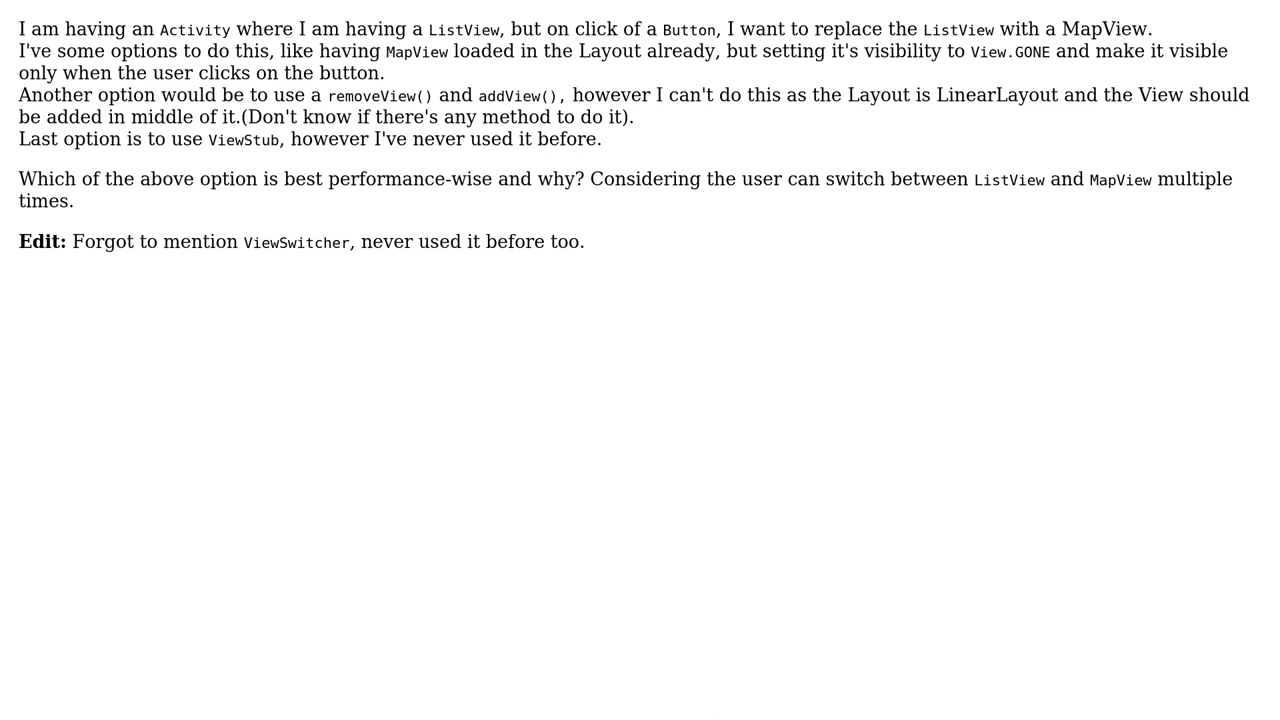 I am having an Activity where I am having a ListView, but on click of a Button, I want to replace the ListView with a MapView.
I've some options to do this, like having MapView loaded in the Layout already, but setting it's visibility to View.GONE and make it visible
only when the user clicks on the button.
Another option would be to use a removeView() and addView(), however I can't do this as the Layout is LinearLayout and the View should
be added in middle of it.(Don't know if there's any method to do it).
Last option is to use ViewStub, however I've never used it before.
Which of the above option is best performance-wise and why? Considering the user can switch between ListView and MapView multiple
times.
Edit: Forgot to mention ViewSwitcher, never used it before too.